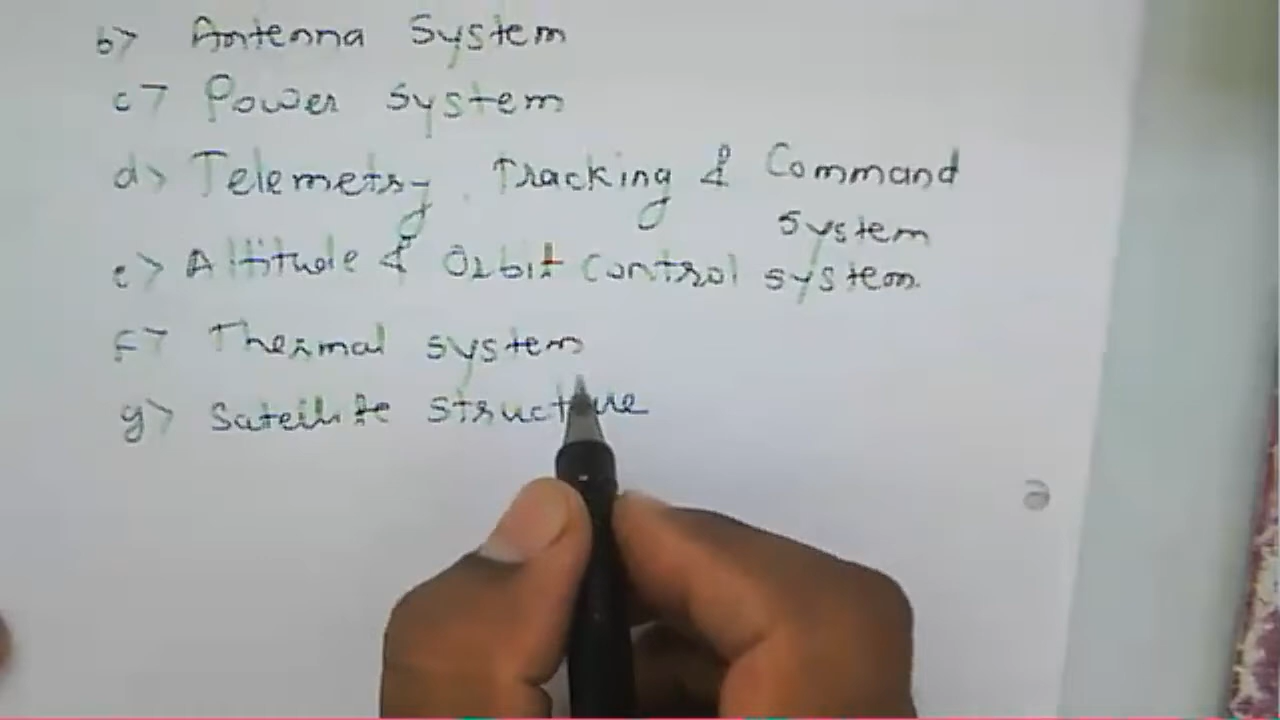 b> Antenna System
c> Power System
d> Telemetry, Tracking & Command
System
e> Altitude & Orbit Control system.
f> Thermal system
g> Satellite structure